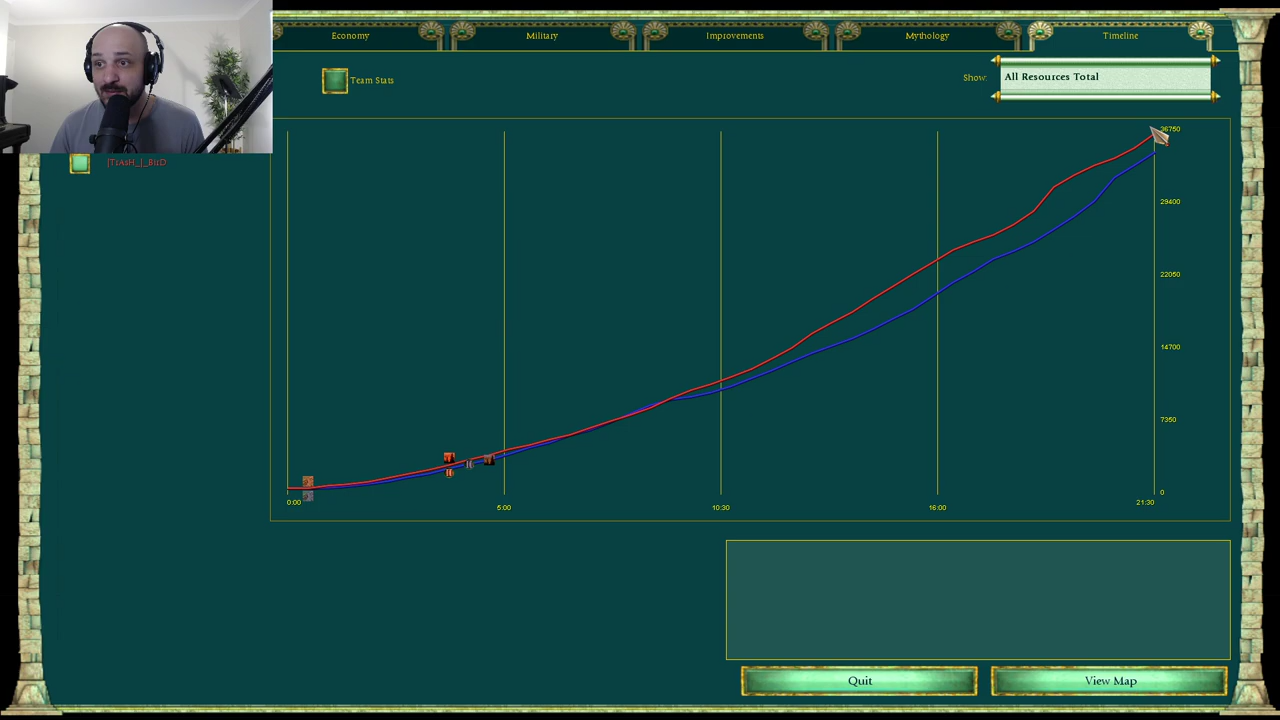 Economy
Military
Improvements
Mythology
Timeline
Team Stats
Show:
All Resources Total
36750
29400
22050
14700
7350
0
0:00
5:00
10:30
16:00
21:30
Quit
View Map